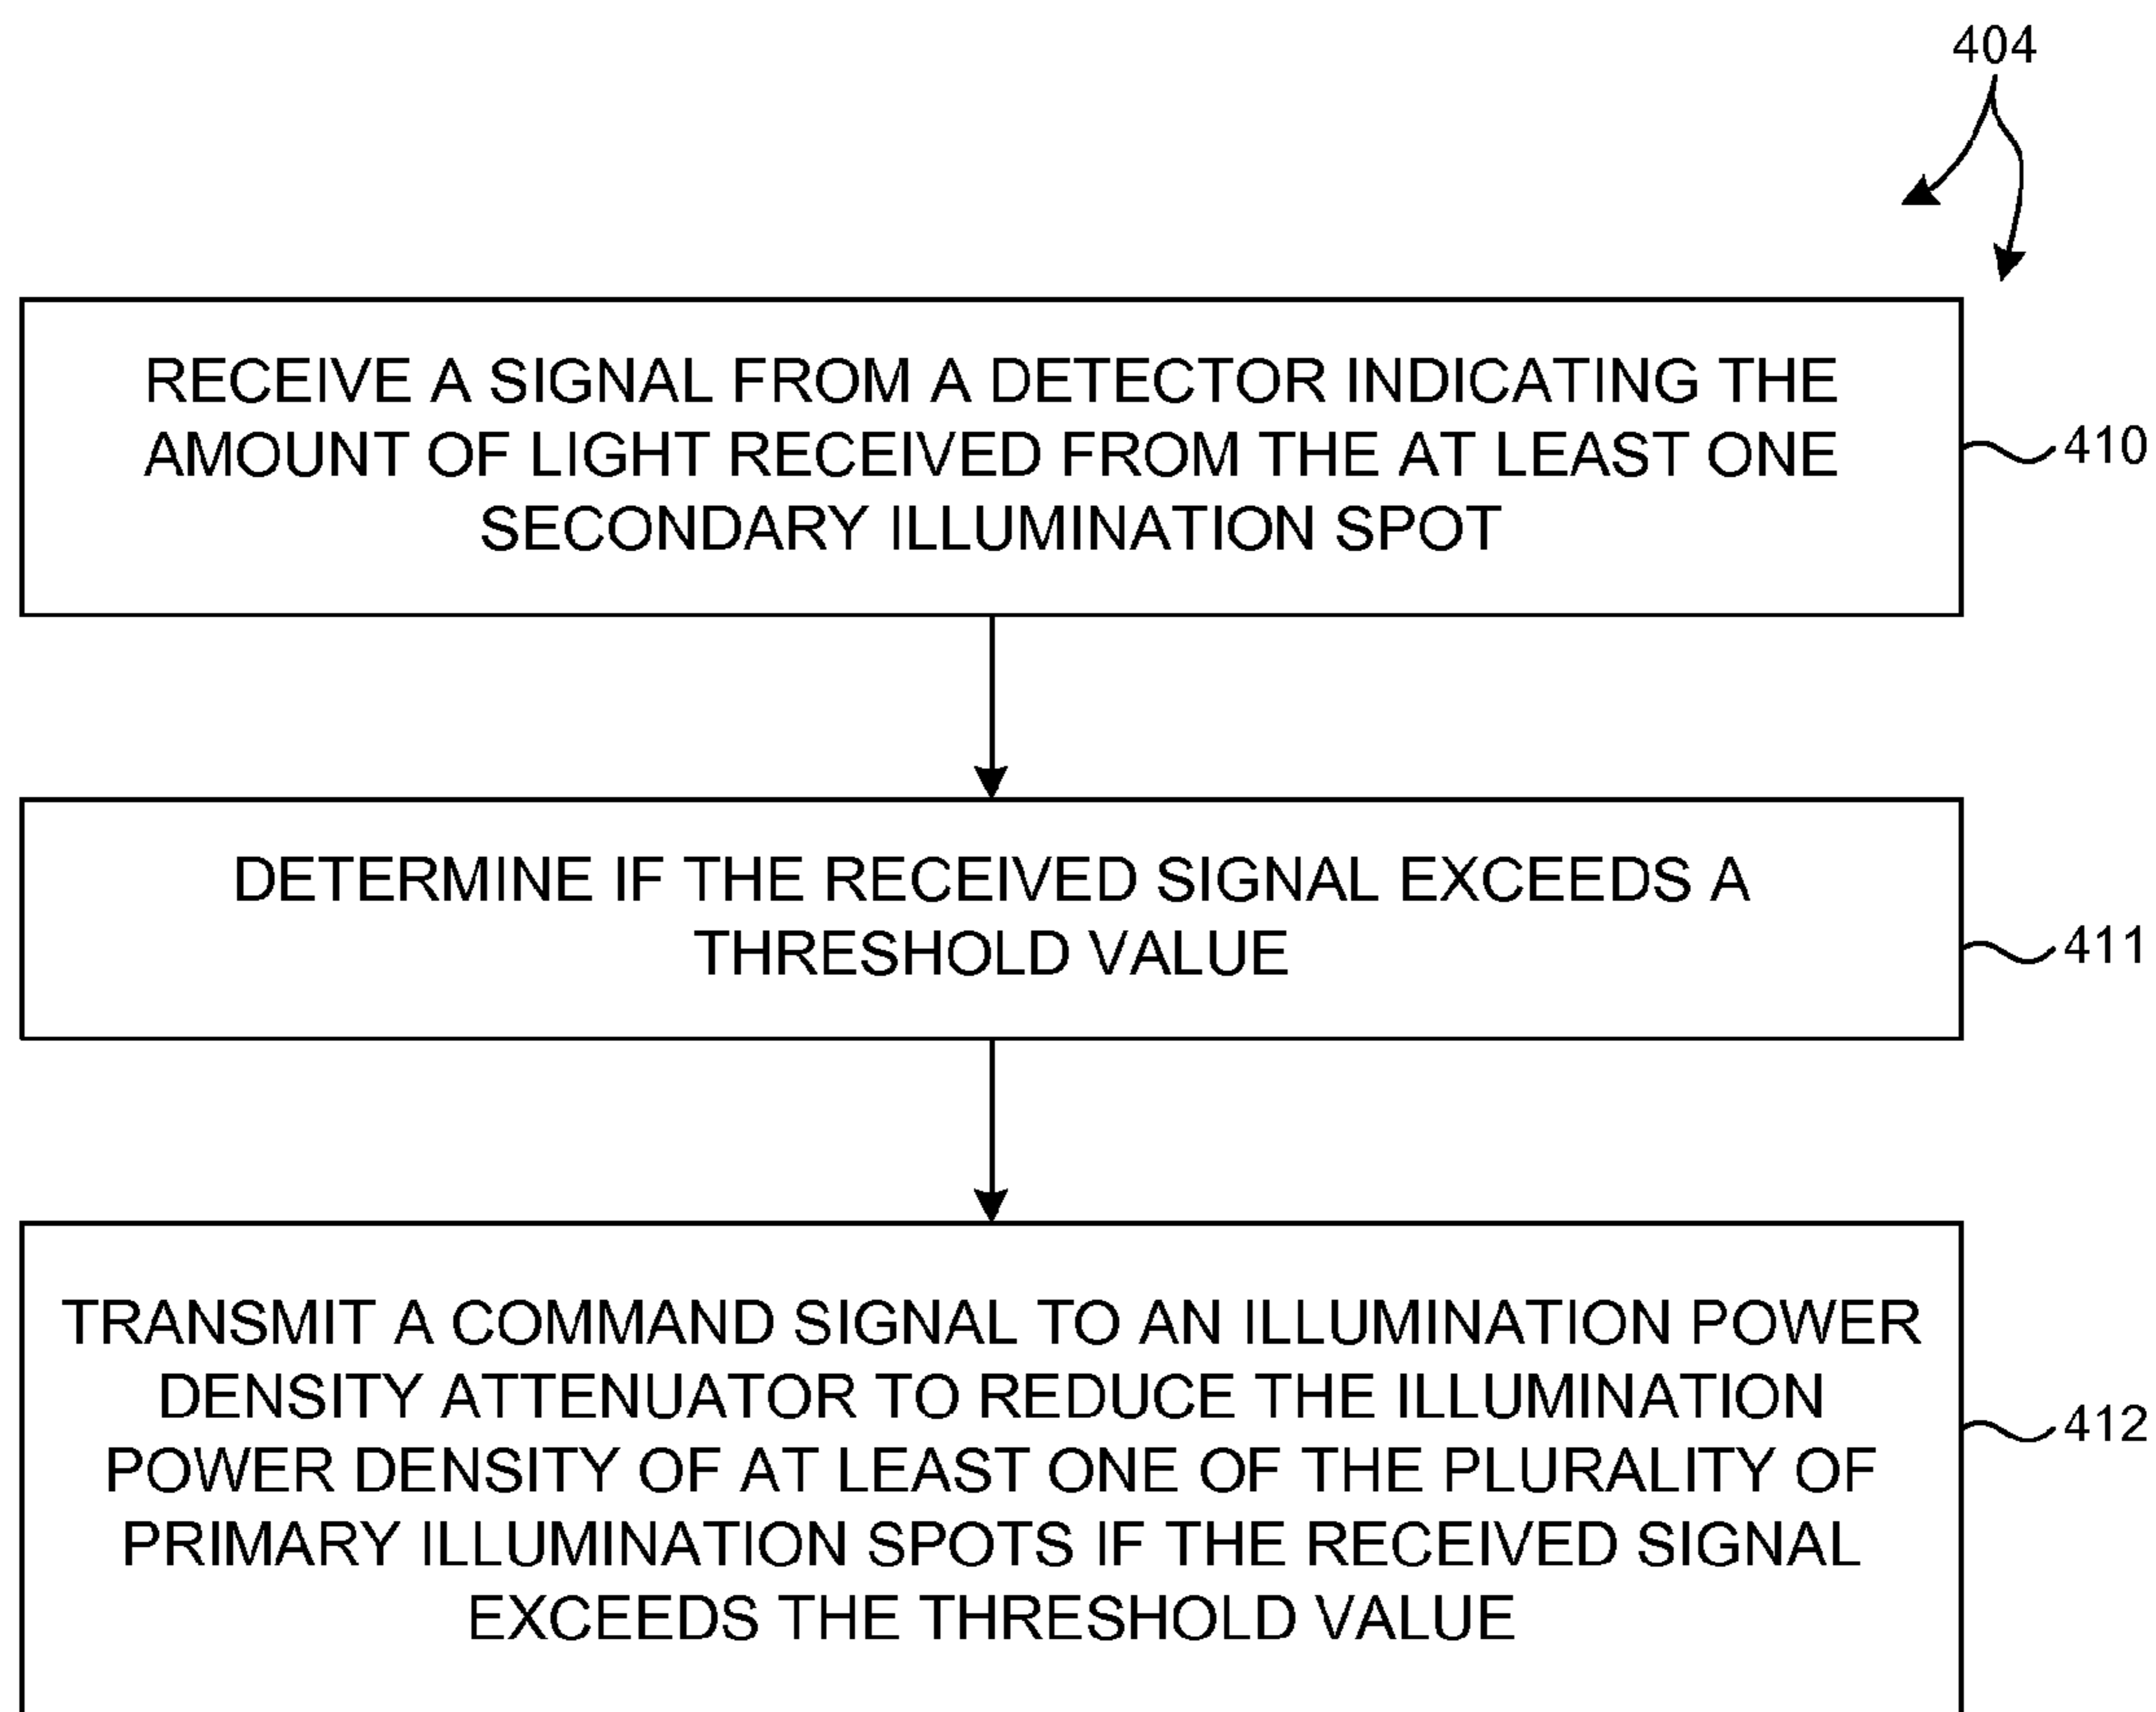 404
RECEIVE A SIGNAL FROM A DETECTOR INDICATING THE
AMOUNT OF LIGHT RECEIVED FROM THE AT LEAST ONE
SECONDARY ILLUMINATION SPOT
410
DETERMINE IF THE RECEIVED SIGNAL EXCEEDS A
THRESHOLD VALUE
411
TRANSMIT A COMMAND SIGNAL TO AN ILLUMINATION POWER
DENSITY ATTENUATOR TO REDUCE THE ILLUMINATION
POWER DENSITY OF AT LEAST ONE OF THE PLURALITY OF
PRIMARY ILLUMINATION SPOTS IF THE RECEIVED SIGNAL
EXCEEDS THE THRESHOLD VALUE
412